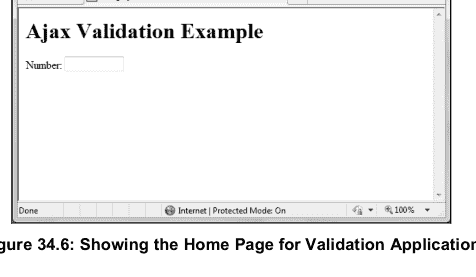 Ajax Validation Example
Number:
Done Internet | Protected Mode: On 100%
gure 34.6: Showing the Home Page for Validation Application